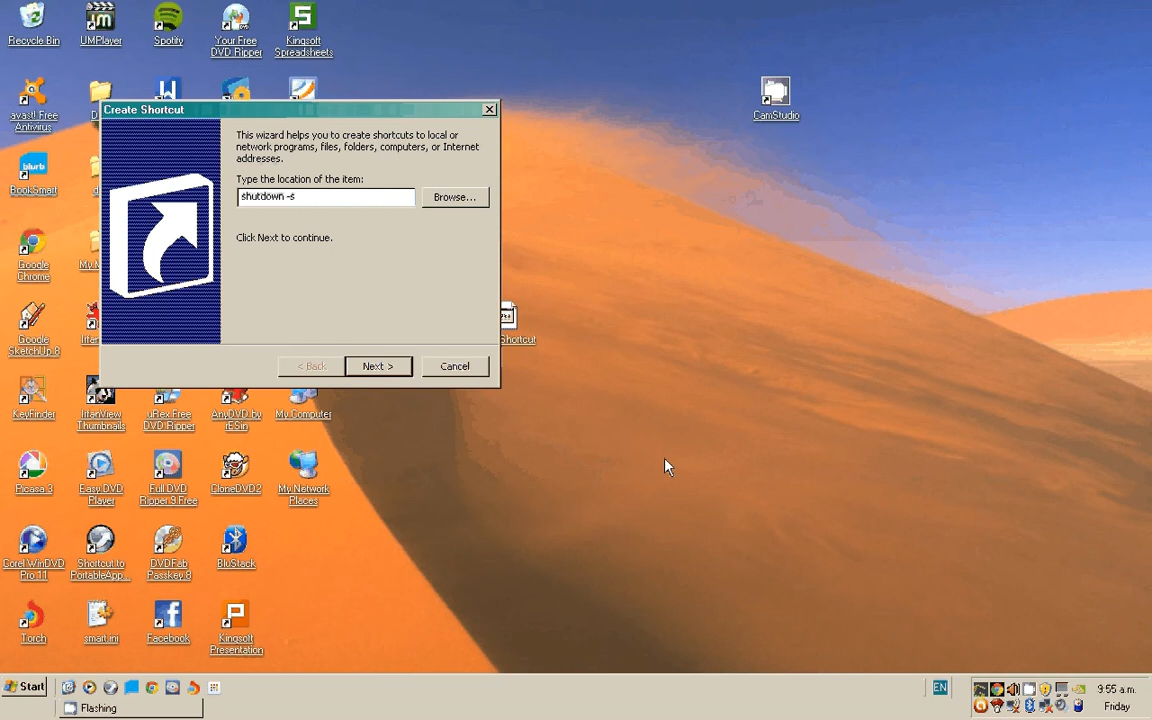 Recycle Bin
UMPlayer
Spotify
Your Free
DVD Ripper
Kingsoft
Spreadsheets
avast! Free
Antivirus
CamStudio
Create Shortcut
This wizard helps you to create shortcuts to local or
network programs, files, folders, computers, or Internet
addresses.
Type the location of the item:
shutdown -s
Browse...
Click Next to continue.
< Back
Next >
Cancel
BookSmart
Google
Chrome
Google
SketchUp 8
Shortcut
KeyFinder
IrfanView
Thumbnails
uRex Free
DVD Ripper
AnyDVD by
rESin
My Computer
Picasa 3
Easy DVD
Player
Full DVD
Ripper 9 Free
CloneDVD2
My Network
Places
Corel WinDVD
Pro 11
Shortcut to
PortableApp...
DVDFab
Passkey 8
BluStack
Torch
smart.ini
Facebook
Kingsoft
Presentation
Start
EN
9:55 a.m.
Flashing
Friday